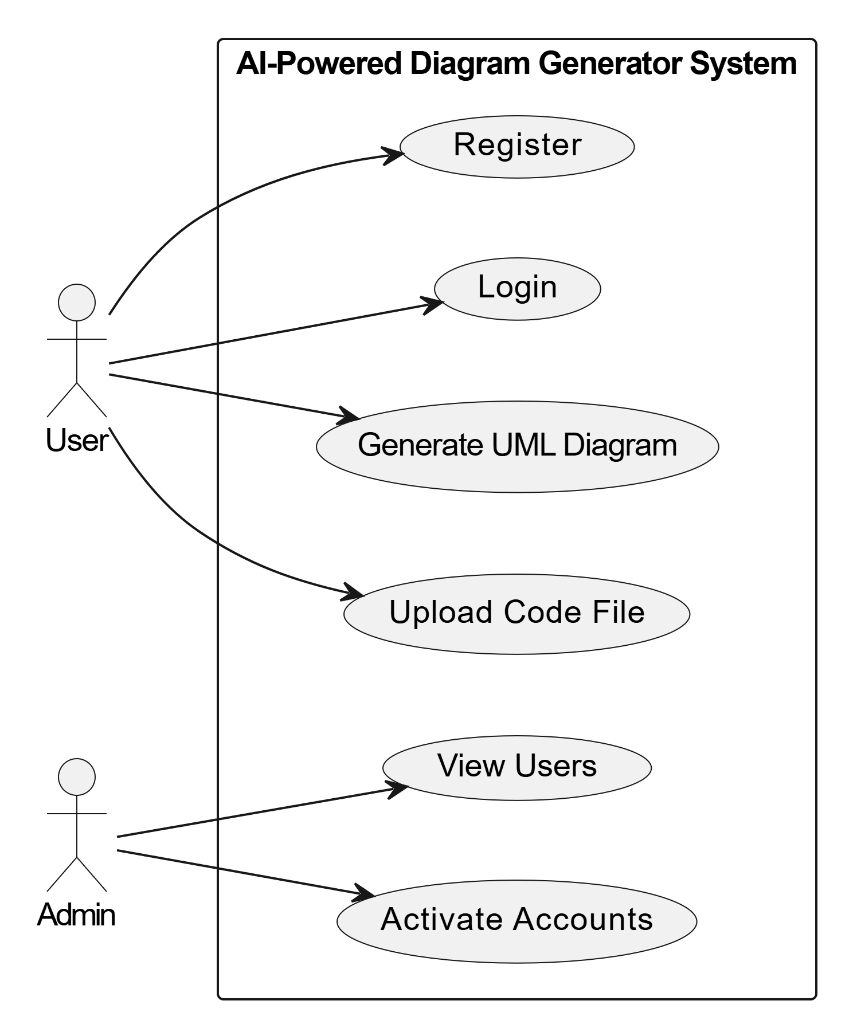 AI-Powered Diagram Generator System
Register
Login
Generate UML Diagram
User
Upload Code File
View Users
Admin
Activate Accounts